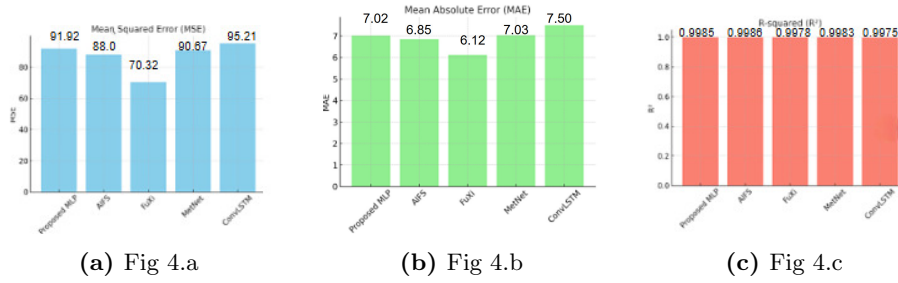 Mean Squared Error (MSE)
91.92
88.0
70.32
90.67
95.21
MSE
80
60
40
20
0
Proposed MLP
AIFS
FuXi
MetNet
ConvLSTM
(a) Fig 4.a
Mean Absolute Error (MAE)
7.02
6.85
6.12
7.03
7.50
MAE
7
6
5
4
3
2
1
0
Proposed MLP
AIFS
FuXi
MetNet
ConvLSTM
(b) Fig 4.b
R-squared (R²)
0.9985
0.9986
0.9978
0.9983
0.9975
R²
1.0
0.8
0.6
0.4
0.2
0.0
Proposed MLP
AIFS
FuXi
MetNet
ConvLSTM
(c) Fig 4.c